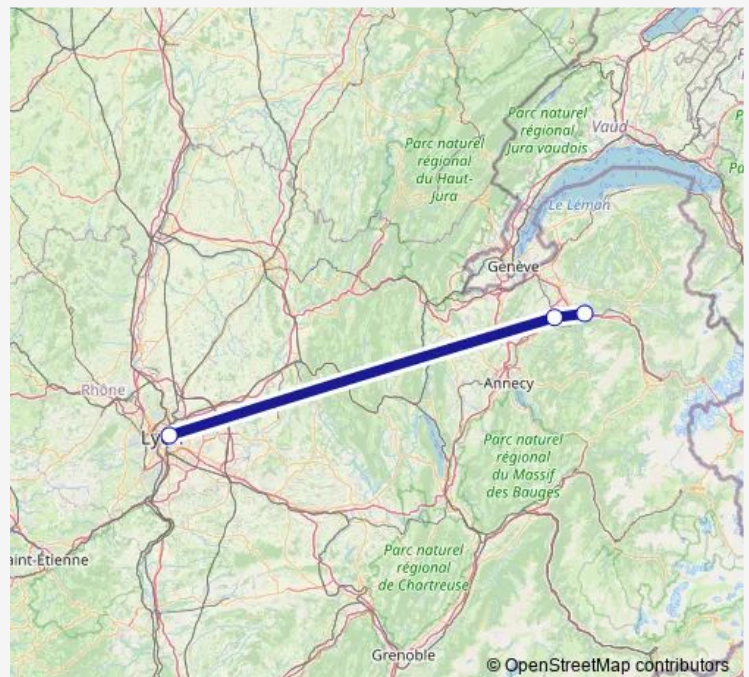 Parc naturel
régional
Jura vaudois
Vaud
Parc naturel
régional
du Haut-
Jura
Le Léman
Genève
Annecy
Rhône
Parc naturel
régional
du Massif
des Bauges
aint-Étienne
Parc naturel
régional
de Chartreuse
Grenoble
© OpenStreetMap contributors